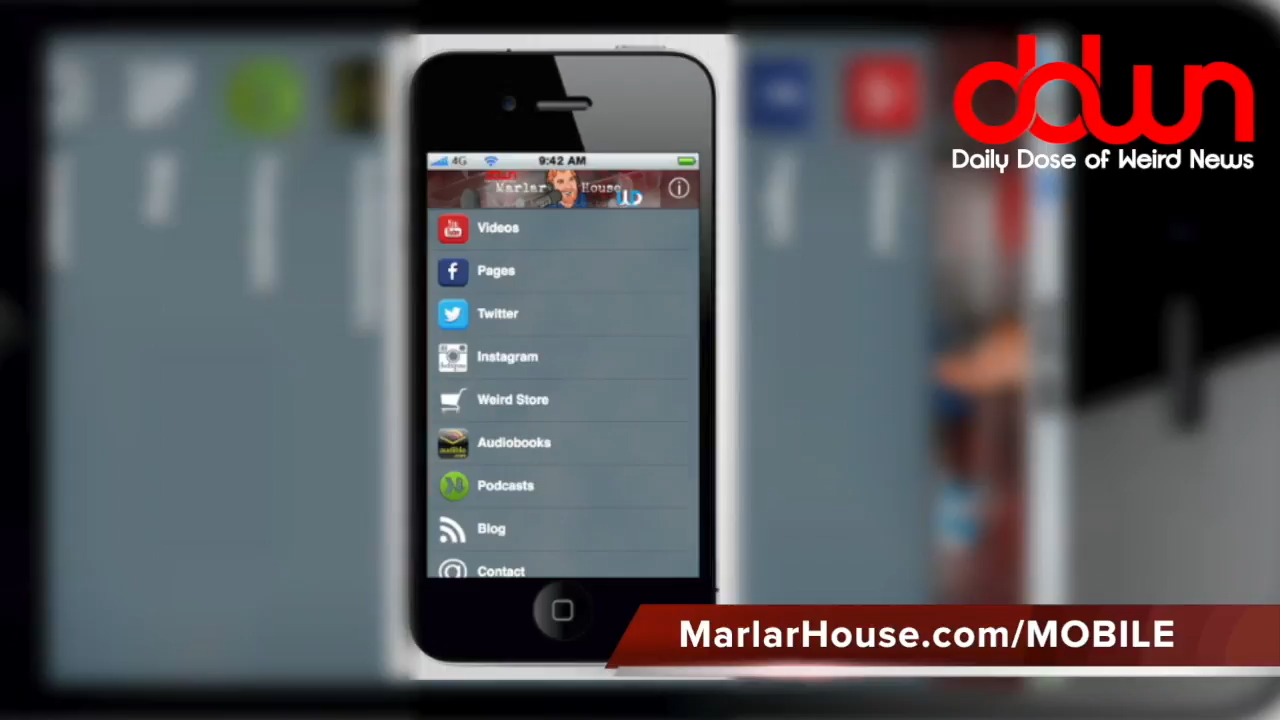 ddwn
Daily Dose of Weird News
4G
9:42 AM
Marlar House
Videos
Pages
Twitter
Instagram
Weird Store
Audiobooks
Podcasts
Blog
Contact
MarlarHouse.com/MOBILE